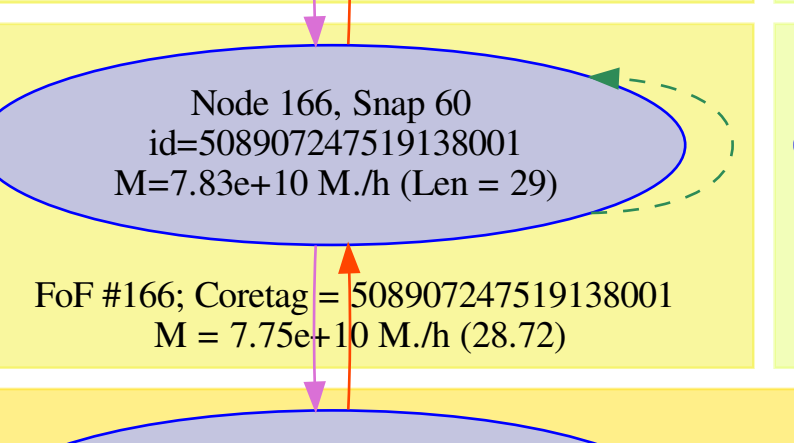 Node 166, Snap 60
id=508907247519138001
M=7.83e+10 M./h (Len = 29)
FoF #166; Coretag = 508907247519138001
M = 7.75e+10 M./h (28.72)